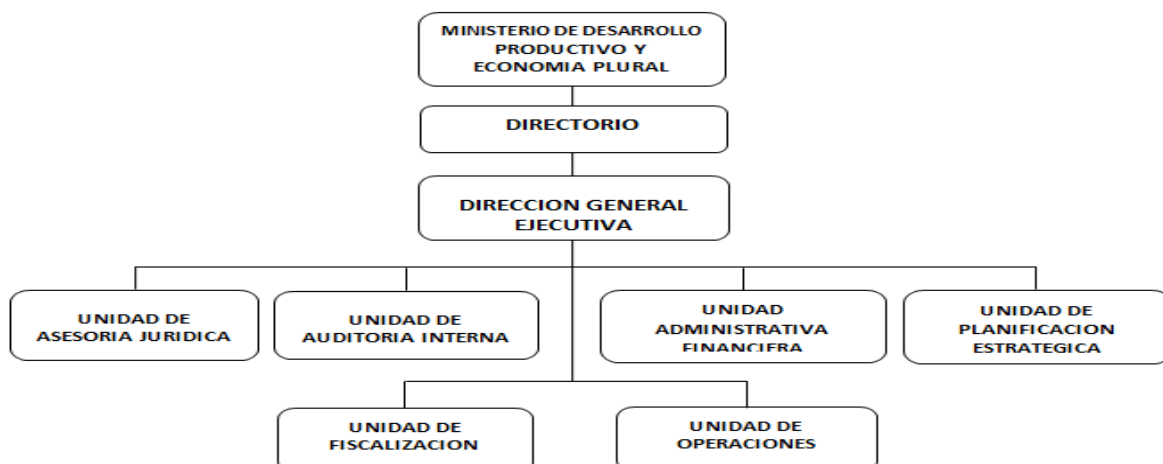 MINISTERIO DE DESARROLLO
PRODUCTIVO Y
ECONOMIA PLURAL
DIRECTORIO
DIRECCION GENERAL
EJECUTIVA
UNIDAD DE
ASESORIA JURIDICA
UNIDAD DE
AUDITORIA INTERNA
UNIDAD
ADMINISTRATIVA
FINANCIERA
UNIDAD DE
PLANIFICACION
ESTRATEGICA
UNIDAD DE
FISCALIZACION
UNIDAD DE
OPERACIONES